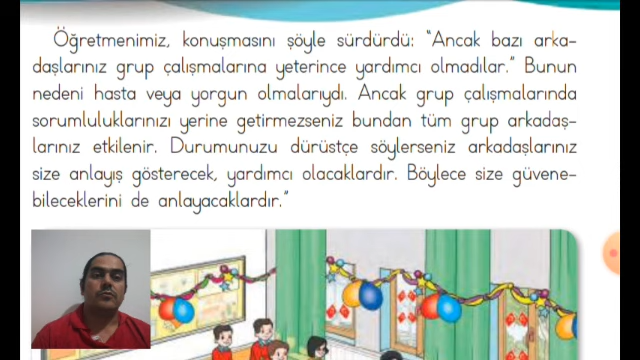 Öğretmenimiz, konuşmasını şöyle sürdürdü: “Ancak bazı arka-
daşlarınız grup çalışmalarına yeterince yardımcı olmadılar.” Bunun
nedeni hasta veya yorgun olmalarıydı. Ancak grup çalışmalarında
sorumluluklarınızı yerine getirmezseniz bundan tüm grup arkadaş-
larınız etkilenir. Durumunuzu dürüstçe söylerseniz arkadaşlarınız
size anlayış gösterecek, yardımcı olacaklardır. Böylece size güvene-
bileceklerini de anlayacaklardır.”